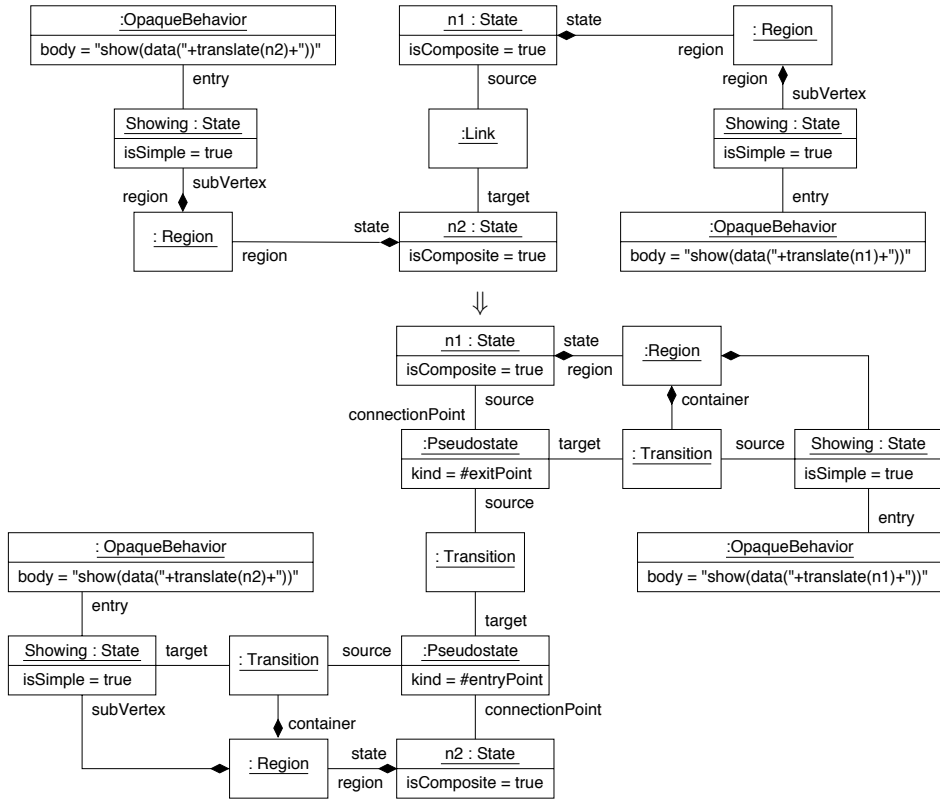 :OpaqueBehavior
body = "show(data("+translate(n2)+"))"
entry
Showing : State
isSimple = true
subVertex
region
: Region
region
state
n1 : State
isComposite = true
state
region
: Region
source
:Link
target
n2 : State
isComposite = true
region
subVertex
Showing : State
isSimple = true
entry
:OpaqueBehavior
body = "show(data("+translate(n1)+"))"
⇓
n1 : State
isComposite = true
state
region
:Region
source
connectionPoint
container
:Pseudostate
kind = #exitPoint
target
: Transition
source
Showing : State
isSimple = true
source
entry
: OpaqueBehavior
body = "show(data("+translate(n2)+"))"
: Transition
:OpaqueBehavior
body = "show(data("+translate(n1)+"))"
entry
target
Showing : State
isSimple = true
target
: Transition
source
:Pseudostate
kind = #entryPoint
subVertex
container
connectionPoint
: Region
state
region
n2 : State
isComposite = true